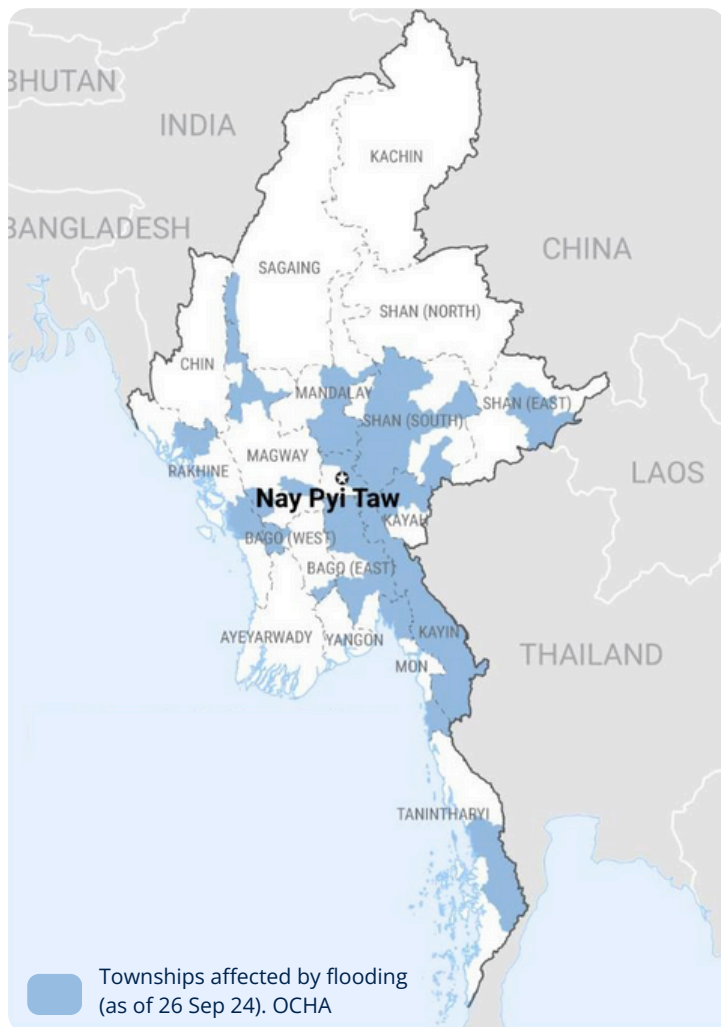 BHUTAN
INDIA
KACHIN
BANGLADESH
CHINA
SAGAING
SHAN (NORTH)
CHIN
MANDALAY
SHAN (EAST)
SHAN (SOUTH)
MAGWAY
RAKHINE
LAOS
Nay Pyi Taw
KAYAH
BAGO (WEST)
BAGO (EAST)
AYEYARWADY
YANGON
KAYIN
MON
THAILAND
TANINTHARYI
Townships affected by flooding
(as of 26 Sep 24). OCHA